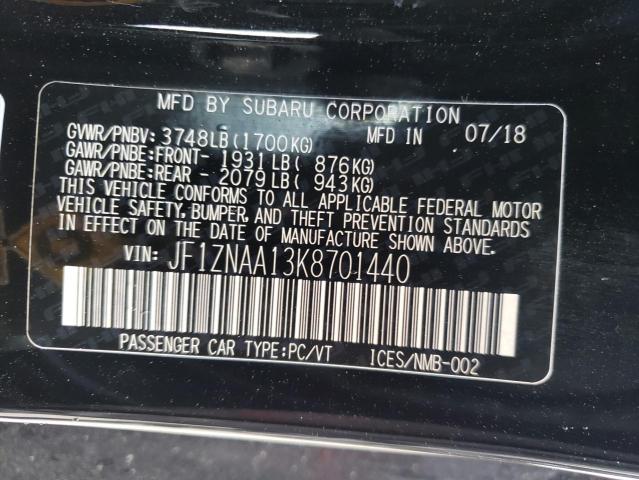 MFD BY SUBARU CORPORATION
GVWR/PNBV: 3748LB(1700KG) MFD IN 07/18
GAWR/PNBE:FRONT- 1931LB( 876KG)
GAWR/PNBE:REAR - 2079LB( 943KG)
THIS VEHICLE CONFORMS TO ALL APPLICABLE FEDERAL MOTOR
VEHICLE SAFETY, BUMPER, AND THEFT PREVENTION STANDARDS
IN EFFECT ON THE DATE OF MANUFACTURE SHOWN ABOVE.
VIN: JF1ZNAA13K8701440
PASSENGER CAR TYPE:PC/VT ICES/NMB-002